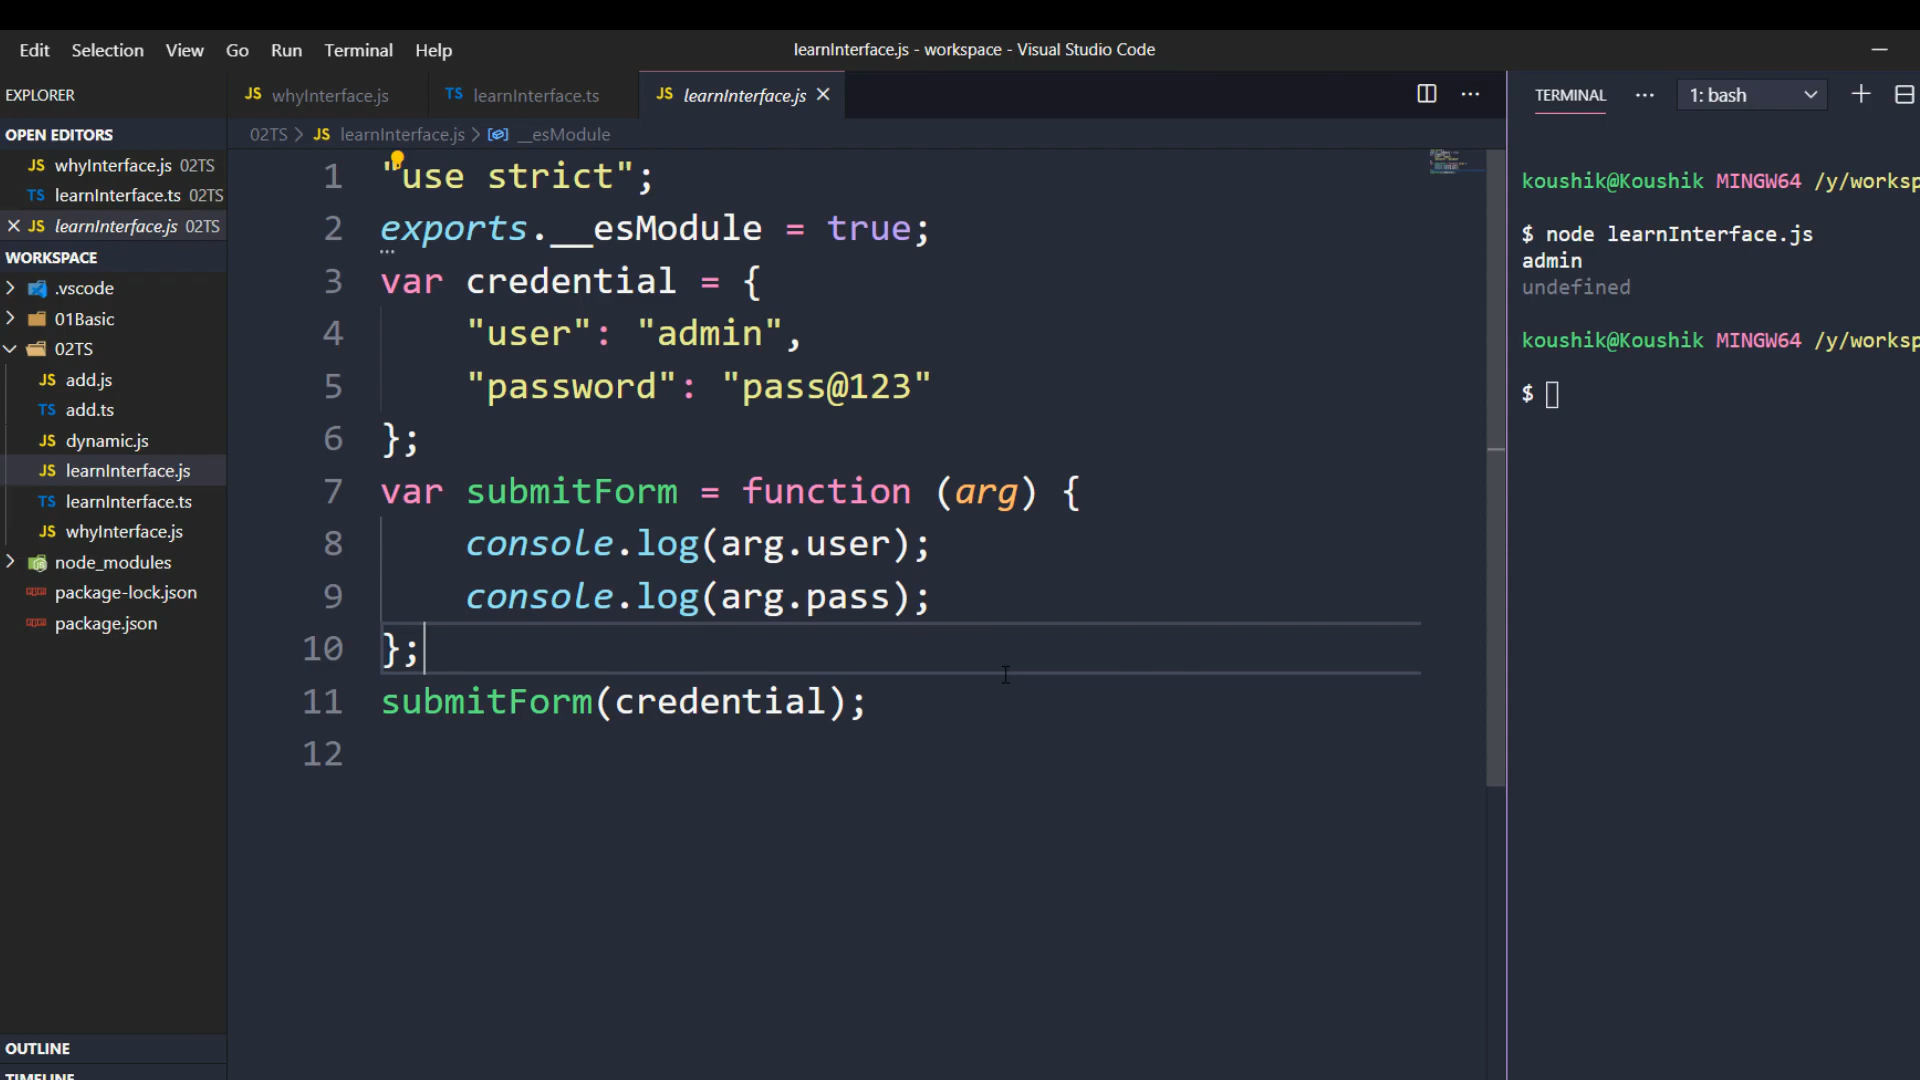 Edit Selection View Go Run Terminal Help learnInterface.js - workspace - Visual Studio Code
EXPLORER
OPEN EDITORS
JS whyInterface.js 02TS
TS learnInterface.ts 02TS
JS learnInterface.js 02TS
WORKSPACE
.vscode
01Basic
02TS
JS add.js
TS add.ts
JS dynamic.js
JS learnInterface.js
TS learnInterface.ts
JS whyInterface.js
node_modules
package-lock.json
package.json
OUTLINE
TIMELINE
JS whyInterface.js TS learnInterface.ts JS learnInterface.js
02TS > JS learnInterface.js > __esModule
1 "use strict";
2 exports.__esModule = true;
3 var credential = {
4 "user": "admin",
5 "password": "pass@123"
6 };
7 var submitForm = function (arg) {
8 console.log(arg.user);
9 console.log(arg.pass);
10 };
11 submitForm(credential);
12
TERMINAL ··· 1: bash
koushik@Koushik MINGW64 /y/worksp
$ node learnInterface.js
admin
undefined
koushik@Koushik MINGW64 /y/worksp
$